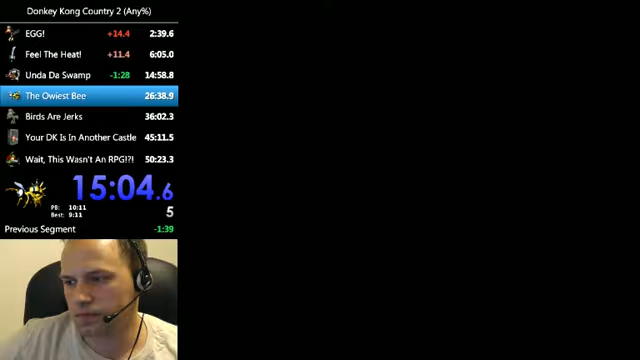 Donkey Kong Country 2 (Any%)
EGG! +14.4 2:39.6
Feel The Heat! +11.4 6:05.0
Unda Da Swamp -1:28 14:58.8
The Owiest Bee 26:38.9
Birds Are Jerks 36:02.3
Your DK Is In Another Castle 45:11.5
Wait, This Wasn't An RPG!?! 50:23.3
15:04.6
PB: 10:11
Best: 9:11
5
Previous Segment -1:39